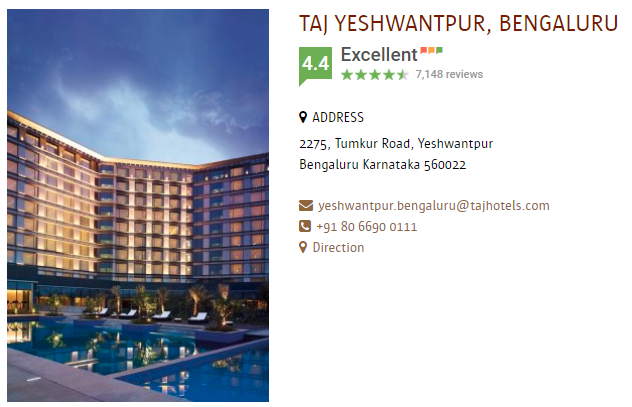 TAJ YESHWANTPUR, BENGALURU
4.4
Excellent
7,148 reviews
ADDRESS
2275, Tumkur Road, Yeshwantpur
Bengaluru Karnataka 560022
yeshwantpur.bengaluru@tajhotels.com
+91 80 6690 0111
Direction